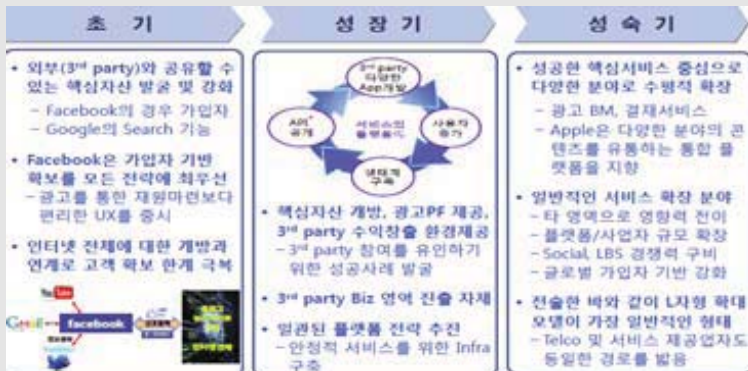 초 기
• 외부(3rd party)와 공유할 수
있는 핵심자산 발굴 및 강화
– Facebook의 경우 가입자
– Google의 Search 기능
• Facebook은 가입자 기반
확보를 모든 전략에 최우선
– 광고를 통한 재원마련보다
편리한 UX를 중시
• 인터넷 전체에 대한 개방과
연계로 고객 확보 한계 극복
YouTube
facebook
성 장 기
3rd party
다양한
App개발
API*
공개
서비스의
플랫폼화
사용자
증가
생태계
구축
• 핵심자산 개방, 광고PF 제공,
3rd party 수익창출 환경제공
– 3rd party 참여를 유인하기
위한 성공사례 발굴
• 3rd party Biz 영역 진출 자제
• 일관된 플랫폼 전략 추진
– 안정적 서비스를 위한 Infra
구축
성 숙 기
• 성공한 핵심서비스 중심으로
다양한 분야로 수평적 확장
– 광고 BM, 결재서비스
– Apple은 다양한 분야의 콘
텐츠를 유통하는 통합 플
랫폼을 지향
• 일반적인 서비스 확장 분야
– 타 영역으로 영향력 전이
– 플랫폼/사업자 규모 확장
– Social, LBS 경쟁력 구비
– 글로벌 가입자 기반 강화
• 전술한 바와 같이 L자형 확대
모델이 가장 일반적인 형태
– Telco 및 서비스 제공업자도
동일한 경로를 밟음